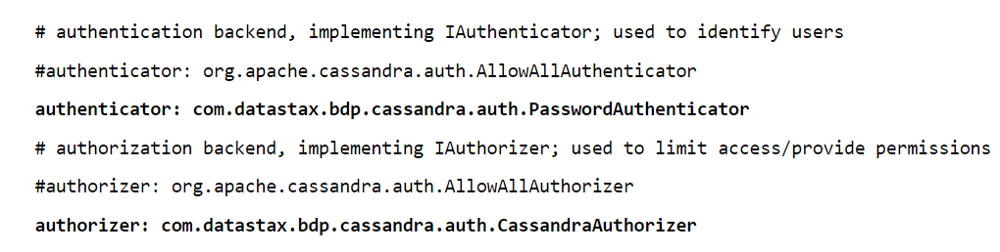 # authentication backend, implementing IAuthenticator; used to identify users
#authenticator: org.apache.cassandra.auth.AllowAllAuthenticator
authenticator: com.datastax.bdp.cassandra.auth.PasswordAuthenticator
# authorization backend, implementing IAuthorizer; used to limit access/provide permissions
#authorizer: org.apache.cassandra.auth.AllowAllAuthorizer
authorizer: com.datastax.bdp.cassandra.auth.CassandraAuthorizer